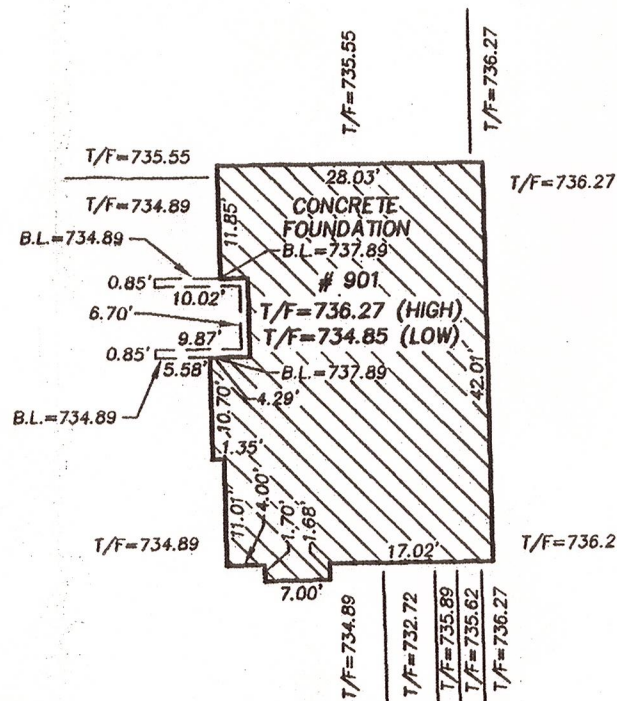 T/F=735.55
T/F=736.27
T/F=735.55
28.03'
T/F=736.27
T/F=734.89
11.85'
CONCRETE
FOUNDATION
B.L.=734.89
B.L.=737.89
0.85'
10.02'
# 901
6.70'
T/F=736.27 (HIGH)
9.87'
T/F=734.85 (LOW)
0.85'
5.58'
B.L.=737.89
4.29'
42.01'
B.L.=734.89
10.70'
1.35'
11.01'
4.00'
1.70'
1.68'
T/F=734.89
17.02'
T/F=736.2
7.00'
T/F=734.89
T/F=732.72
T/F=735.89
T/F=735.62
T/F=736.27